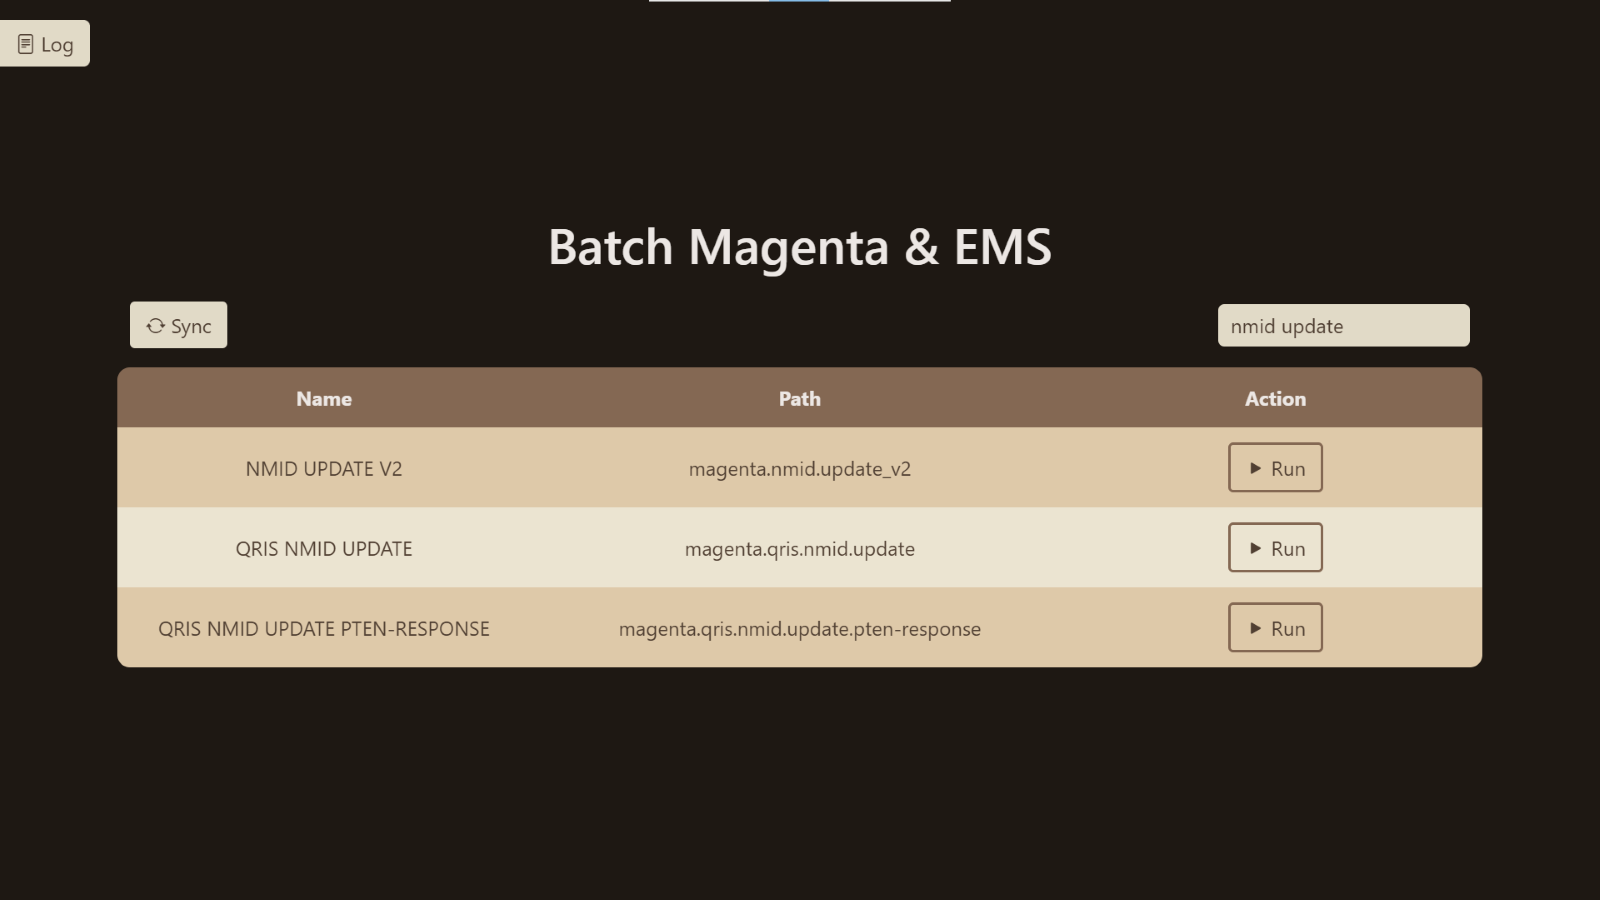 Log
Batch Magenta & EMS
Sync
nmid update
Name Path Action
NMID UPDATE V2 magenta.nmid.update_v2 Run
QRIS NMID UPDATE magenta.qris.nmid.update Run
QRIS NMID UPDATE PTEN-RESPONSE magenta.qris.nmid.update.pten-response Run